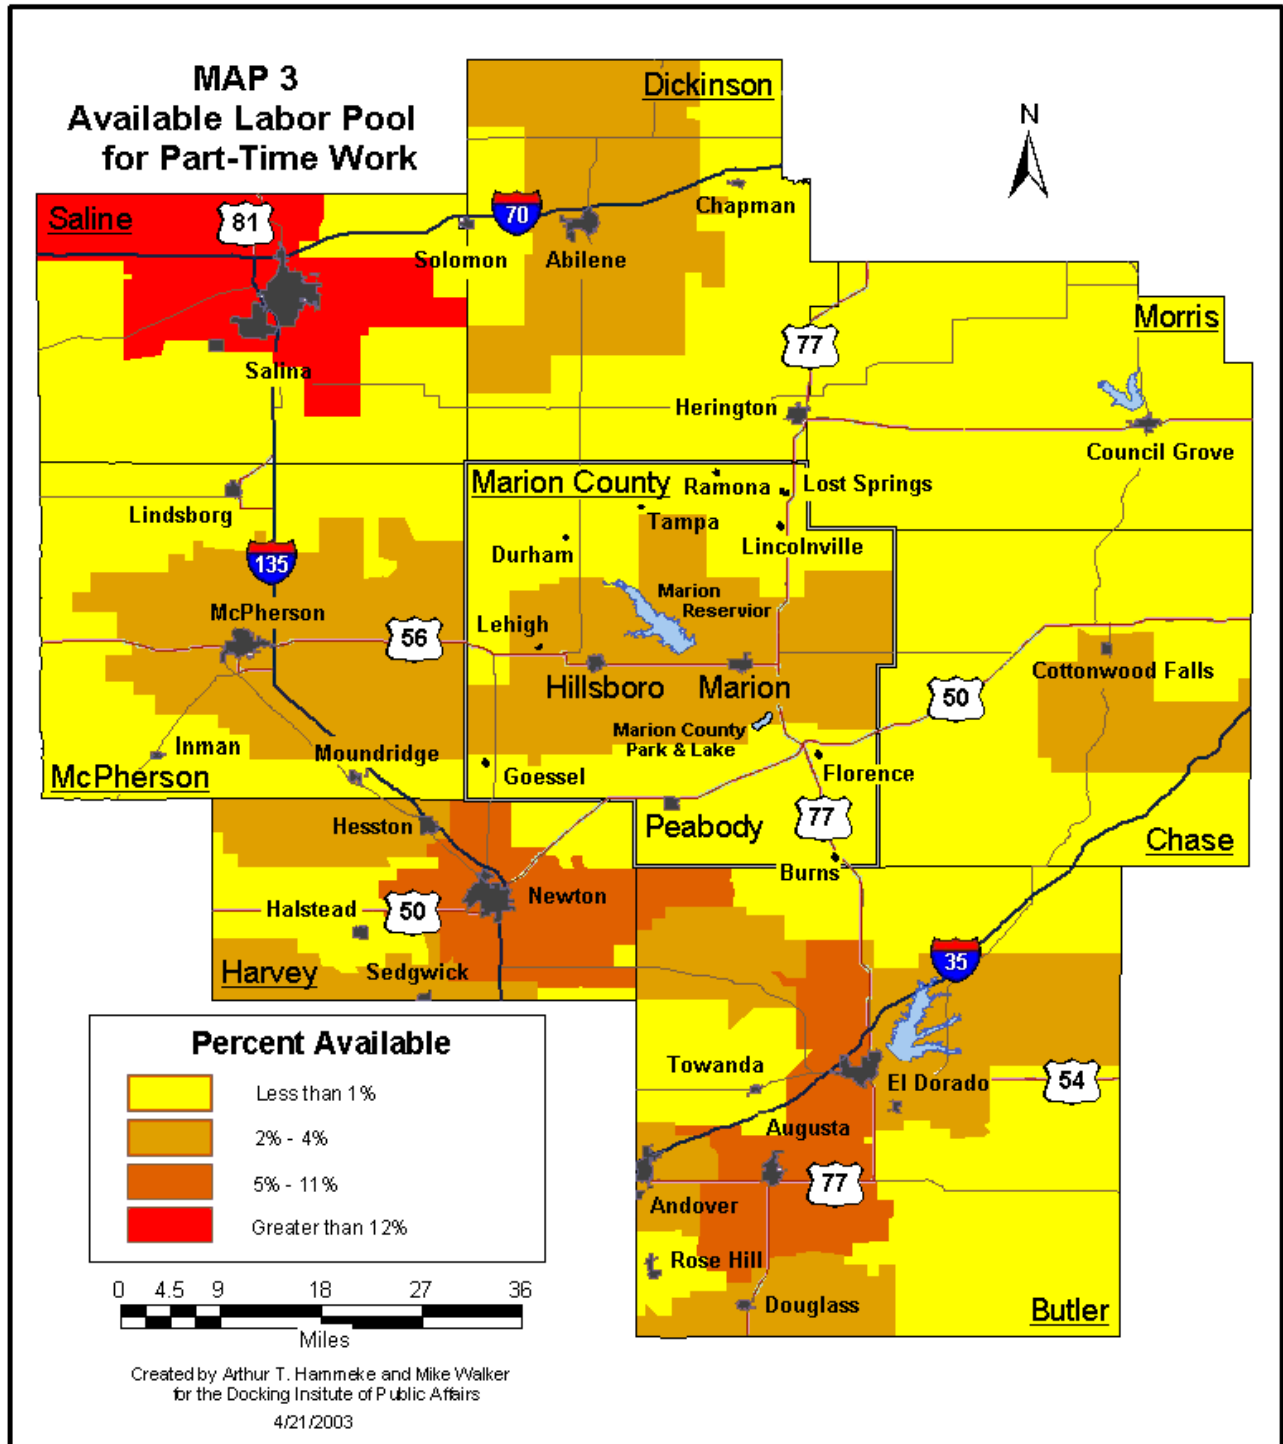 MAP 3
Available Labor Pool
for Part-Time Work
Dickinson
N
Saline
81
70
Chapman
Solomon
Abilene
Morris
77
Salina
Herington
Council Grove
Marion County
Ramona
Lost Springs
Lindsborg
Tampa
Durham
Lincolnville
135
McPherson
Marion
Reservior
56
Lehigh
Cottonwood Falls
Hillsboro
Marion
50
Marion County
Park & Lake
Inman
Moundridge
McPherson
Goessel
Florence
Hesston
Peabody
77
Chase
Burns
Newton
Halstead
50
Harvey
Sedgwick
35
Percent Available
Less than 1%
2% - 4%
5% - 11%
Greater than 12%
Towanda
El Dorado
54
Augusta
77
Andover
Rose Hill
Douglass
Butler
0 4.5 9 18 27 36
Miles
Created by Arthur T. Hammeke and Mike Walker
for the Docking Insitute of Public Affairs
4/21/2003